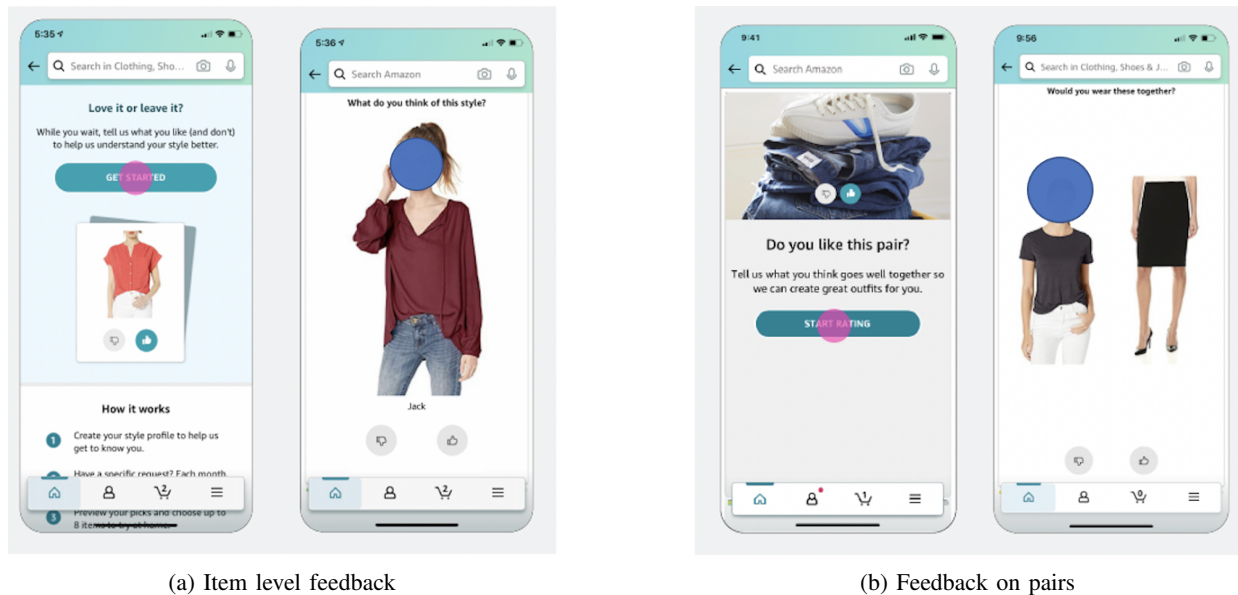 5:35
Search in Clothing, Sho...
Love it or leave it?
While you wait, tell us what you like (and don't)
to help us understand your style better.
GET STARTED
How it works
1 Create your style profile to help us
get to know you.
Have a specific request? Each month
3 Preview your picks and choose up to
8 items to try at home.
2
5:36
Search Amazon
What do you think of this style?
Jack
2
(a) Item level feedback
9:41
Search Amazon
Do you like this pair?
Tell us what you think goes well together so
we can create great outfits for you.
START RATING
1
9:56
Search in Clothing, Shoes & J...
Would you wear these together?
0
(b) Feedback on pairs